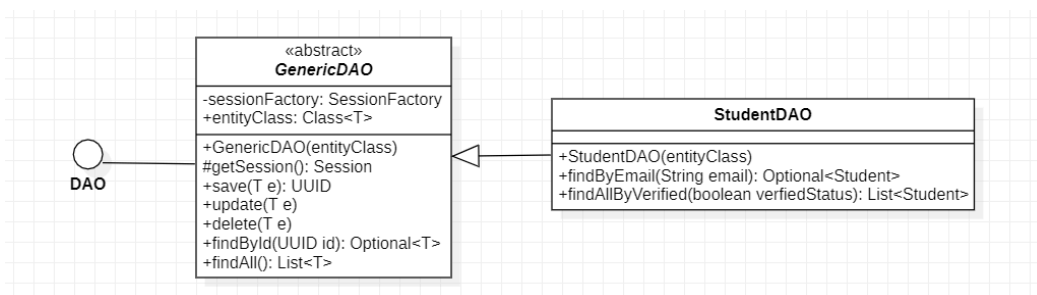 DAO
«abstract»
GenericDAO
-sessionFactory: SessionFactory
+entityClass: Class<T>
+GenericDAO(entityClass)
#getSession(): Session
+save(T e): UUID
+update(T e)
+delete(T e)
+findById(UUID id): Optional<T>
+findAll(): List<T>
StudentDAO
+StudentDAO(entityClass)
+findByEmail(String email): Optional<Student>
+findAllByVerified(boolean verfiedStatus): List<Student>